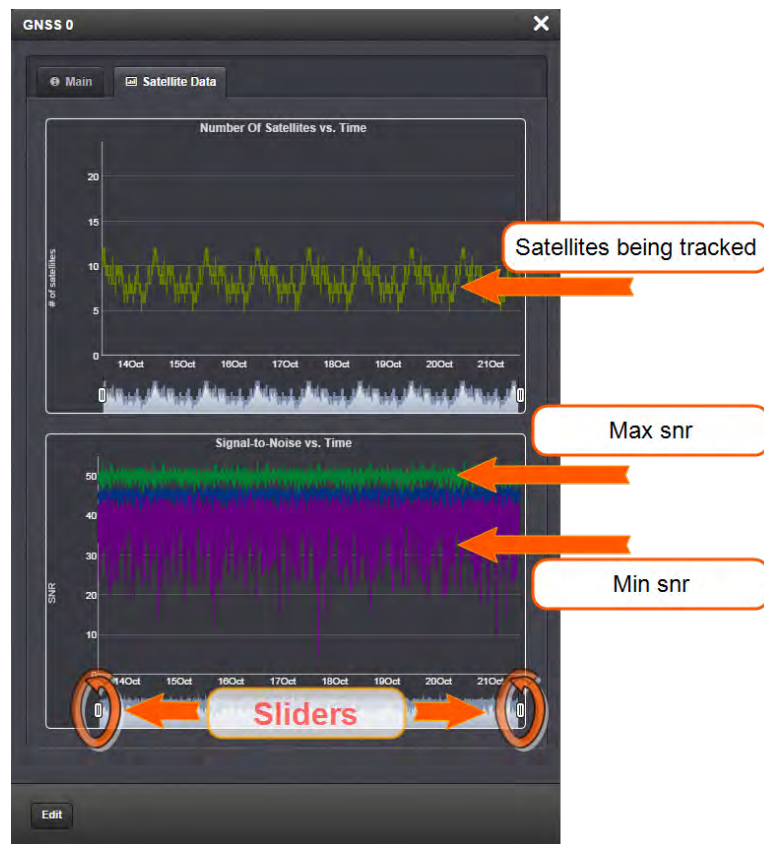 GNSS 0
Main
Satellite Data
Number Of Satellites vs. Time
20
15
10
5
0
# of satellites
14Oct 15Oct 16Oct 17Oct 18Oct 19Oct 20Oct 21Oct
Satellites being tracked
Signal-to-Noise vs. Time
50
40
30
20
10
SNR
14Oct 15Oct 16Oct 17Oct 18Oct 19Oct 20Oct 21Oct
Max snr
Min snr
Sliders
Edit